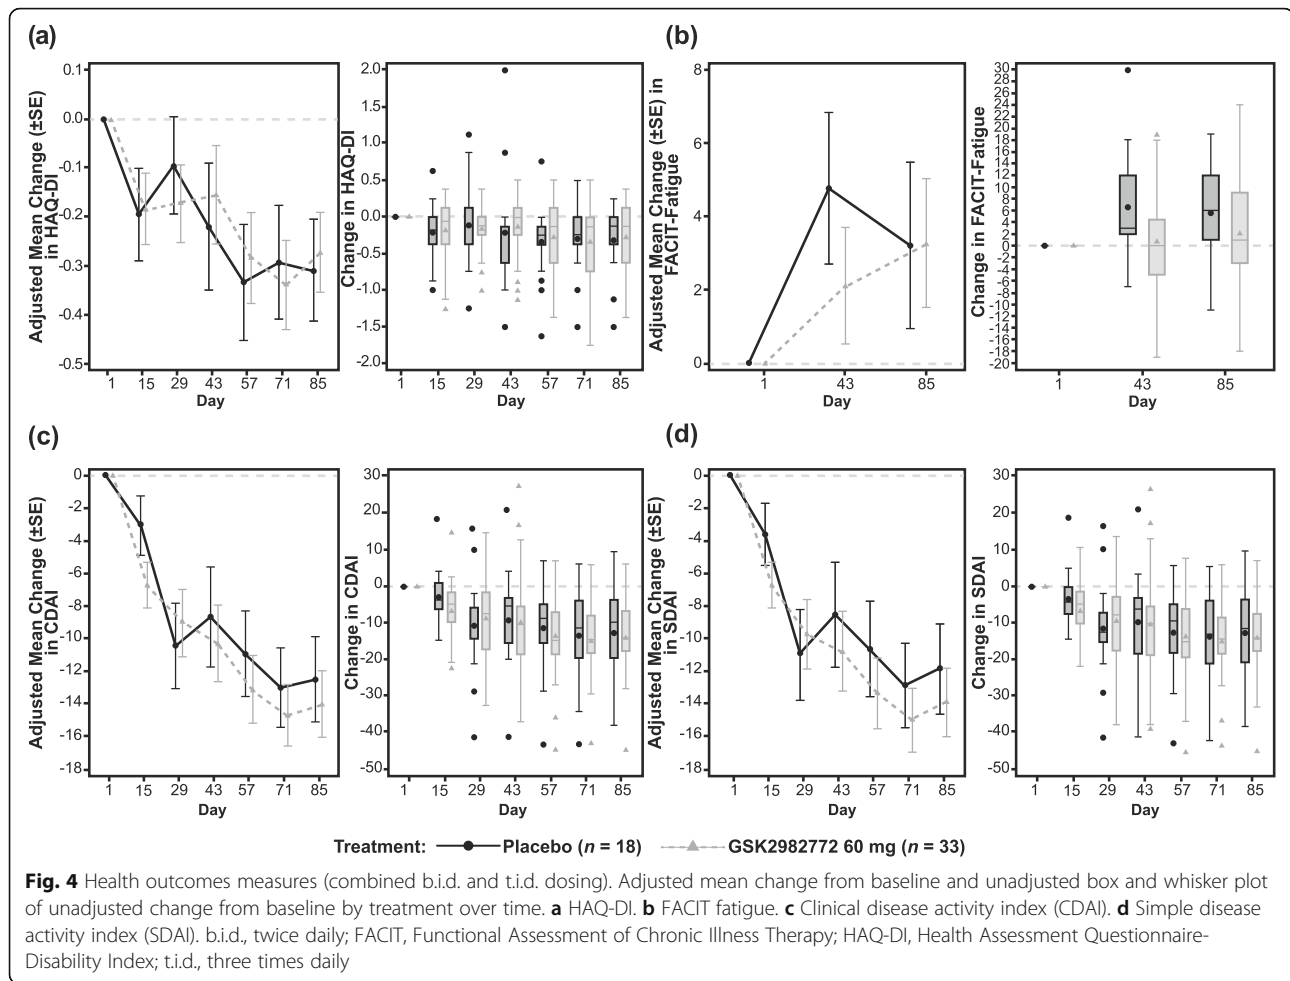 (a)
Adjusted Mean Change (±SE)
in HAQ-DI
0.1
0.0
-0.1
-0.2
-0.3
-0.4
-0.5
1 15 29 43 57 71 85
Day
Change in HAQ-DI
2.0
1.5
1.0
0.5
0.0
-0.5
-1.0
-1.5
-2.0
1 15 29 43 57 71 85
Day
(b)
Adjusted Mean Change (±SE) in
FACIT-Fatigue
8
6
4
2
0
1 43 85
Day
Change in FACIT-Fatigue
30
28
26
24
22
20
18
16
14
12
10
8
6
4
2
0
-2
-4
-6
-8
-10
-12
-14
-16
-18
-20
1 43 85
Day
(c)
Adjusted Mean Change (±SE)
in CDAI
0
-2
-4
-6
-8
-10
-12
-14
-16
-18
1 15 29 43 57 71 85
Day
Change in CDAI
30
20
10
0
-10
-20
-30
-40
-50
1 15 29 43 57 71 85
Day
(d)
Adjusted Mean Change (±SE)
in SDAI
0
-2
-4
-6
-8
-10
-12
-14
-16
-18
1 15 29 43 57 71 85
Day
Change in SDAI
30
20
10
0
-10
-20
-30
-40
-50
1 15 29 43 57 71 85
Day
Treatment: Placebo (n = 18) GSK2982772 60 mg (n = 33)
Fig. 4 Health outcomes measures (combined b.i.d. and t.i.d. dosing). Adjusted mean change from baseline and unadjusted box and whisker plot
of unadjusted change from baseline by treatment over time. a HAQ-DI. b FACIT fatigue. c Clinical disease activity index (CDAI). d Simple disease
activity index (SDAI). b.i.d., twice daily; FACIT, Functional Assessment of Chronic Illness Therapy; HAQ-DI, Health Assessment Questionnaire-
Disability Index; t.i.d., three times daily